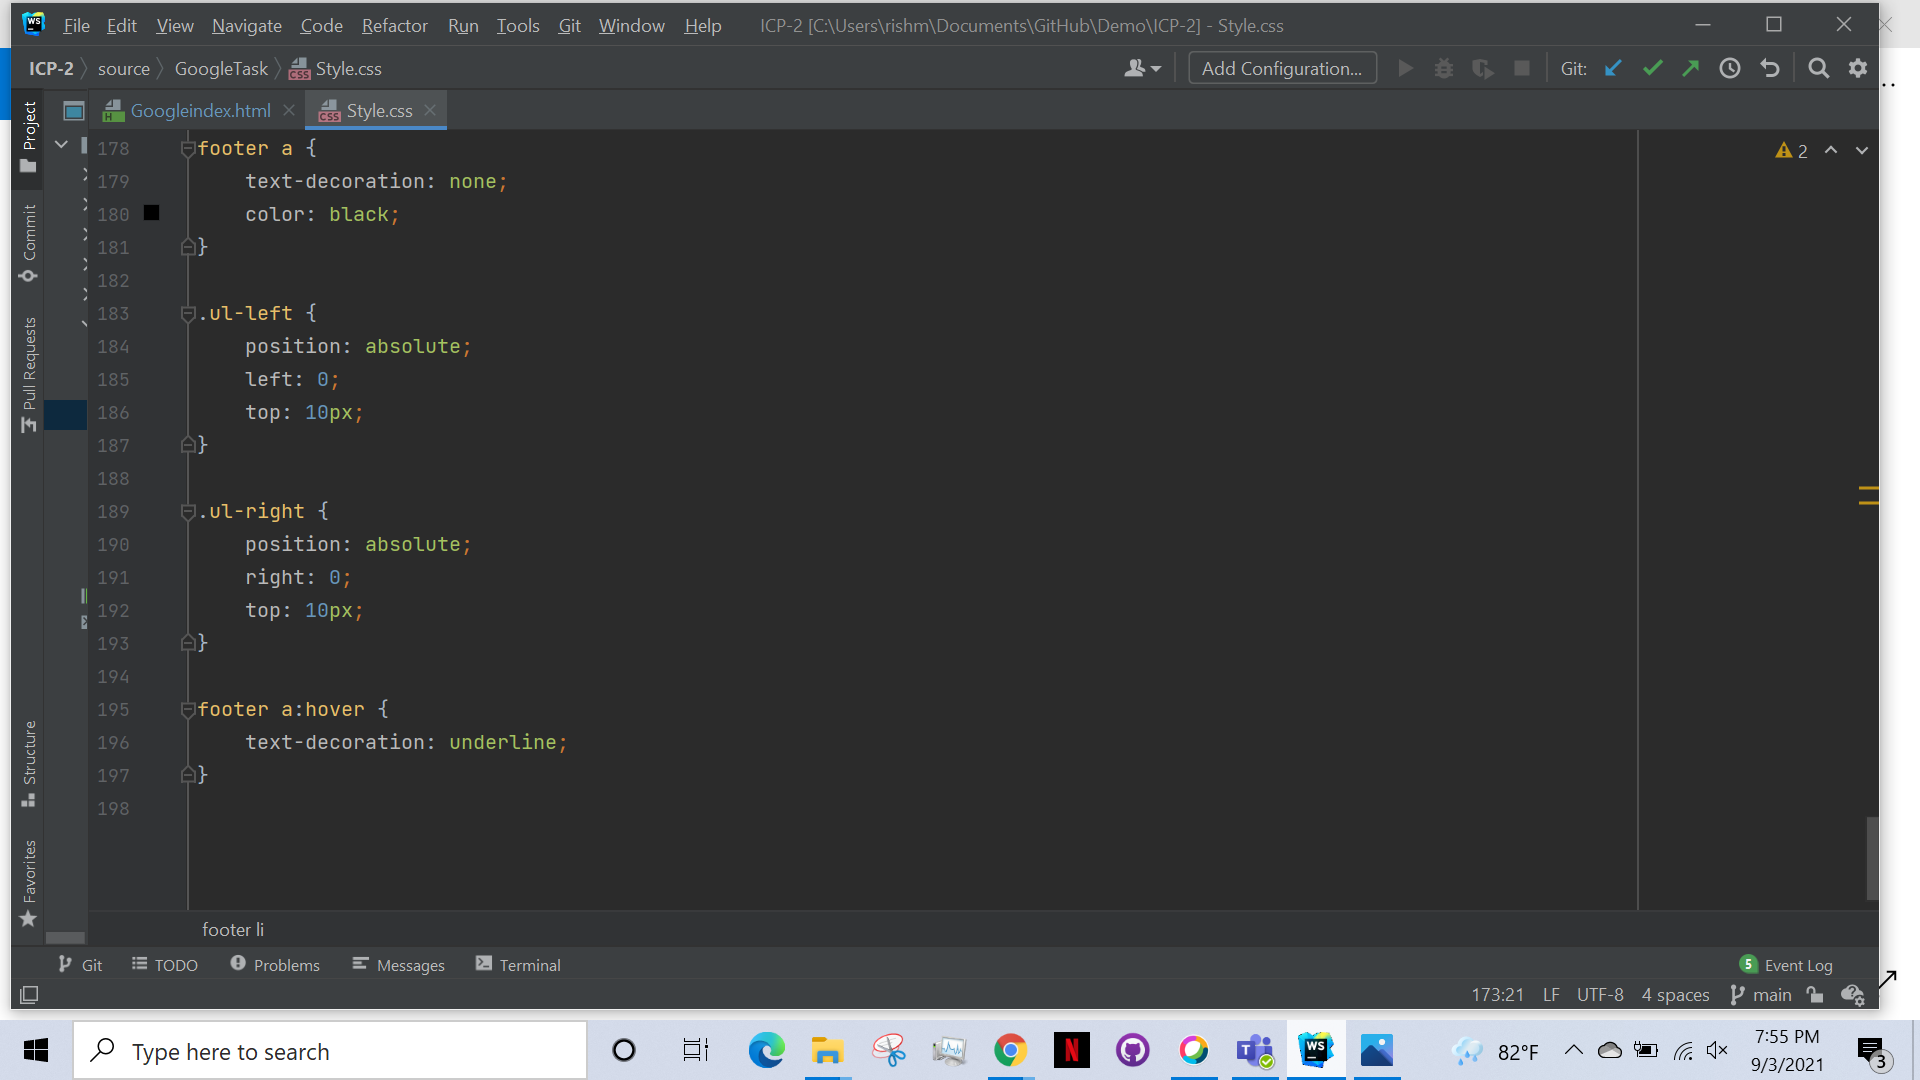 File Edit View Navigate Code Refactor Run Tools Git Window Help ICP-2 [C:\Users\rishm\Documents\GitHub\Demo\ICP-2] - Style.css
ICP-2 source GoogleTask Style.css Add Configuration... Git:
Googleindex.html Style.css
Project
Commit
Pull Requests
Structure
Favorites
2
178 footer a {
179 text-decoration: none;
180 color: black;
181 }
182
183 .ul-left {
184 position: absolute;
185 left: 0;
186 top: 10px;
187 }
188
189 .ul-right {
190 position: absolute;
191 right: 0;
192 top: 10px;
193 }
194
195 footer a:hover {
196 text-decoration: underline;
197 }
198
footer li
Git TODO Problems Messages Terminal 5 Event Log
173:21 LF UTF-8 4 spaces main
Type here to search
82°F
7:55 PM
9/3/2021
3